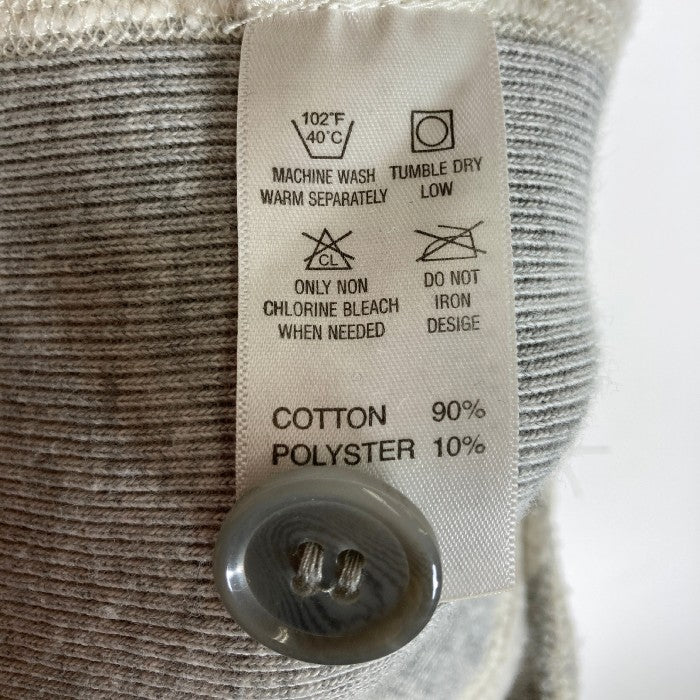 102°F
40°C
MACHINE WASH
WARM SEPARATELY
TUMBLE DRY
LOW
CL
ONLY NON
CHLORINE BLEACH
WHEN NEEDED
DO NOT
IRON
DESIGE
COTTON 90%
POLYSTER 10%